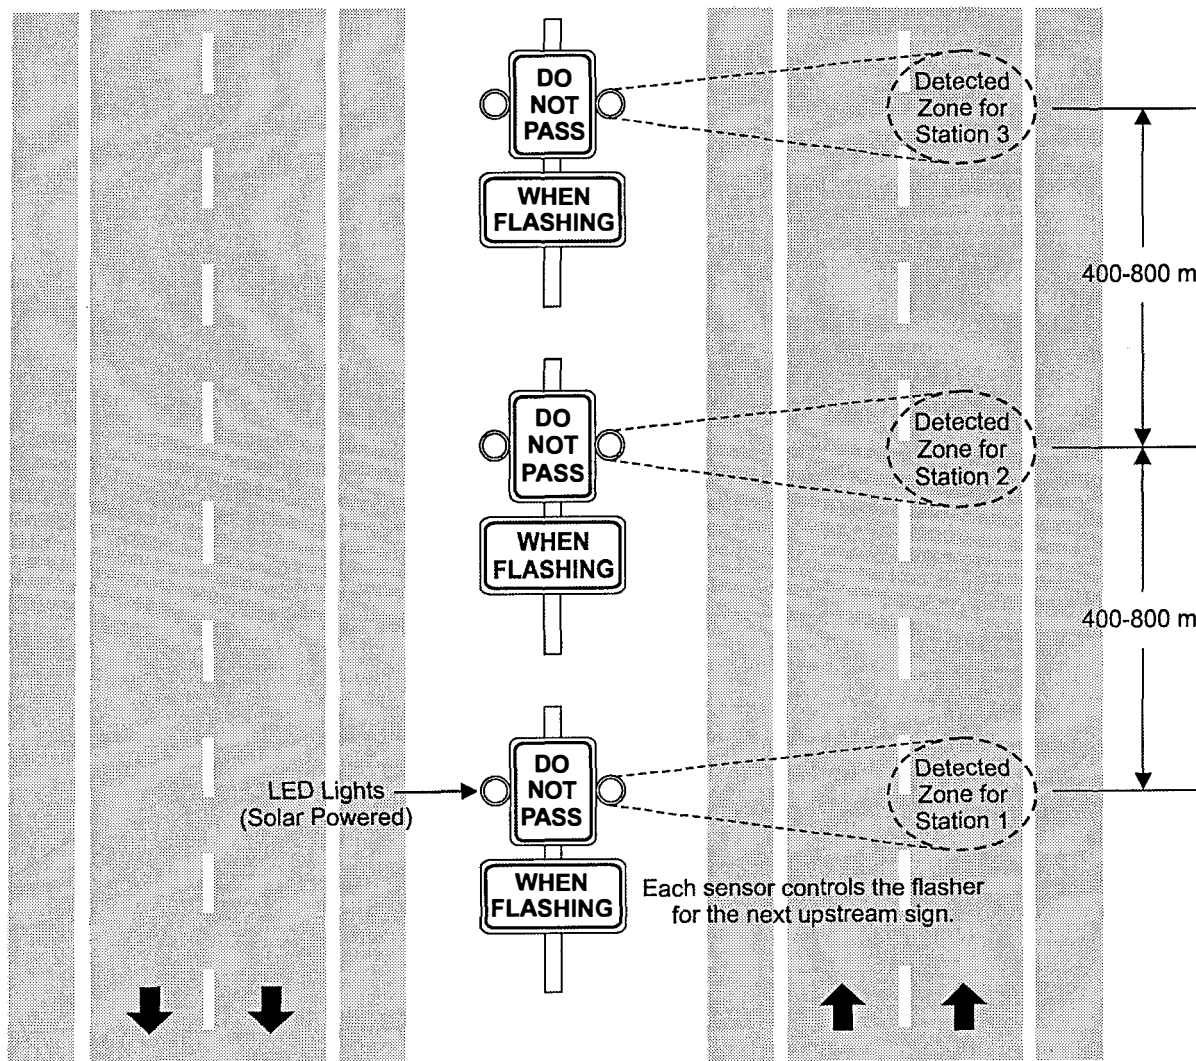 DO
NOT
PASS
WHEN
FLASHING
Detected
Zone for
Station 3
400-800 m
DO
NOT
PASS
WHEN
FLASHING
Detected
Zone for
Station 2
400-800 m
LED Lights
(Solar Powered)
DO
NOT
PASS
WHEN
FLASHING
Detected
Zone for
Station 1
Each sensor controls the flasher
for the next upstream sign.